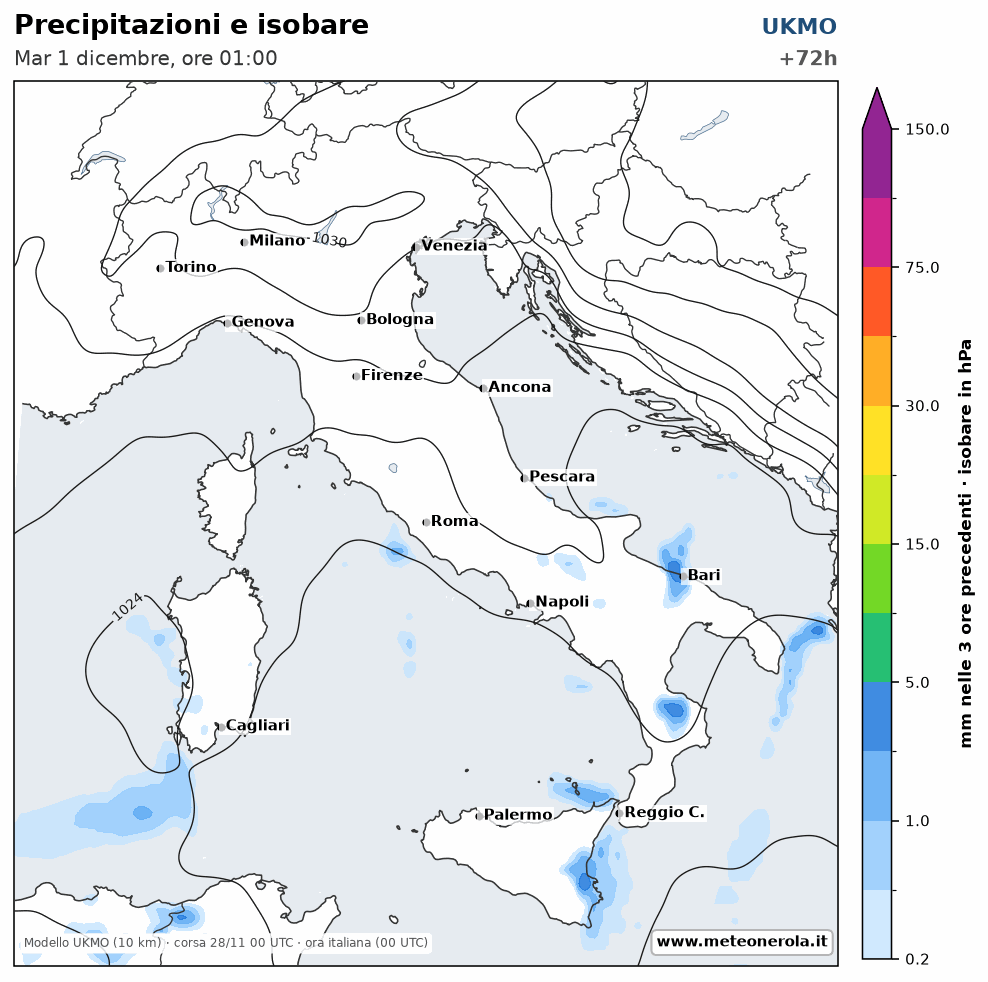 Precipitazioni e isobare
UKMO
Mar 1 dicembre, ore 01:00
+72h
150.0
75.0
30.0
15.0
5.0
1.0
0.2
mm nelle 3 ore precedenti · isobare in hPa
Milano
1030
Venezia
Torino
Genova
Bologna
Firenze
Ancona
Pescara
Roma
Bari
Napoli
1024
Cagliari
Palermo
Reggio C.
Modello UKMO (10 km) · corsa 28/11 00 UTC · ora italiana (00 UTC)
www.meteonerola.it